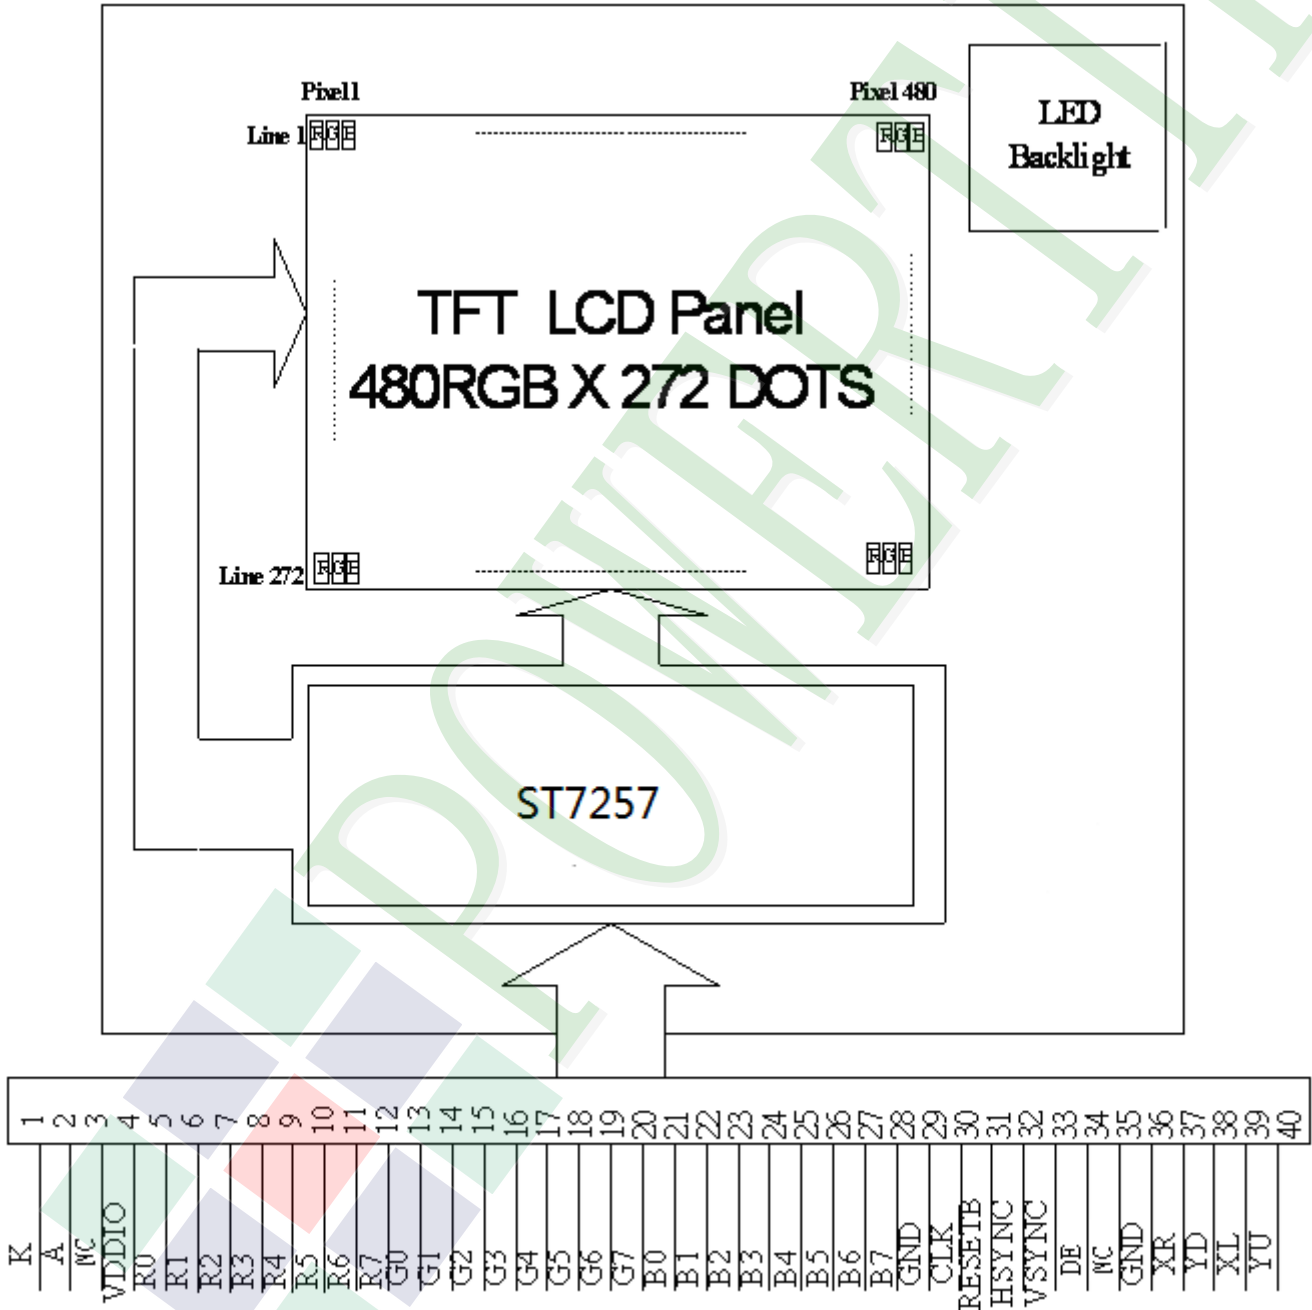 Pixel1
Pixel 480
Line 1
RGB
RGB
LED
Backlight
TFT LCD Panel
480RGB X 272 DOTS
Line 272
RGB
RGB
ST7257
POWERTI
1 2 3 4 5 6 7 8 9 10 11 12 13 14 15 16 17 18 19 20 21 22 23 24 25 26 27 28 29 30 31 32 33 34 35 36 37 38 39 40
K A NC VDDIO R0 R1 R2 R3 R4 R5 R6 R7 G0 G1 G2 G3 G4 G5 G6 G7 B0 B1 B2 B3 B4 B5 B6 B7 GND CLK RESETB HSYNC VSYNC DE NC GND XR YD XL YU